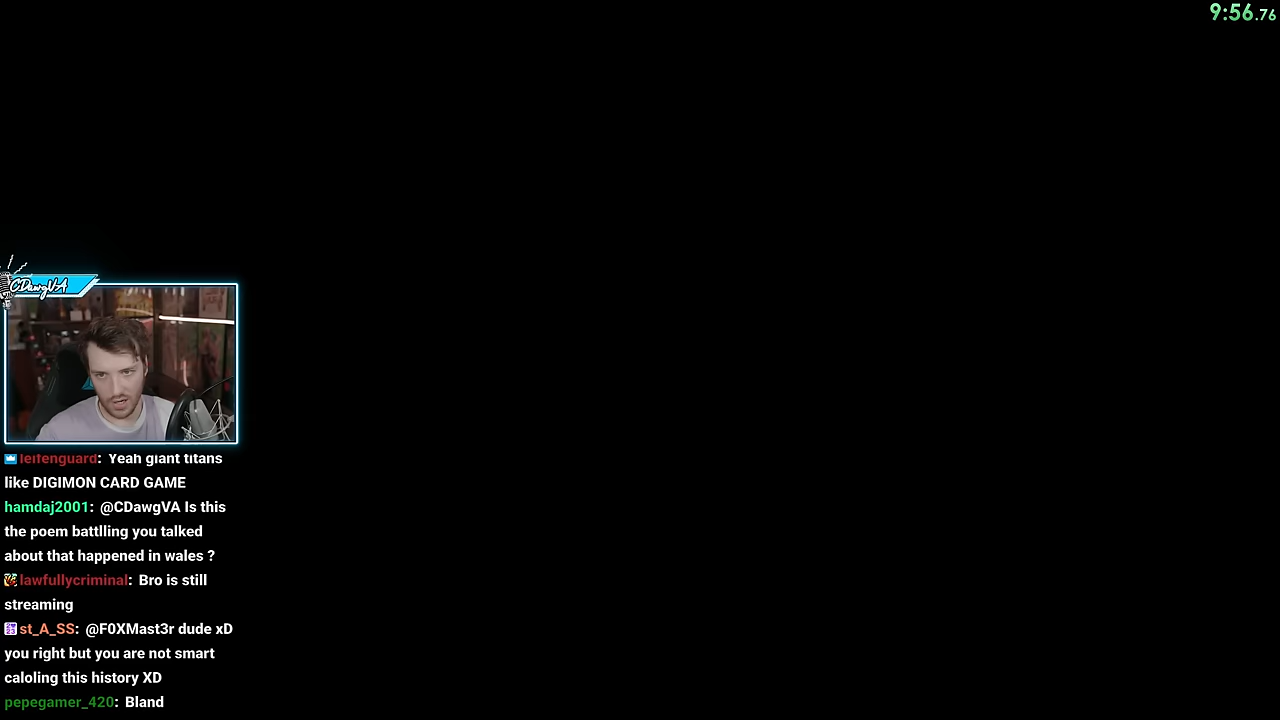 9:56.76
CDawgVA
leifenguard: Yeah giant titans
like DIGIMON CARD GAME
hamdaj2001: @CDawgVA Is this
the poem battlling you talked
about that happened in wales ?
lawfullycriminal: Bro is still
streaming
st_A_SS: @F0XMast3r dude xD
you right but you are not smart
caloling this history XD
pepegamer_420: Bland